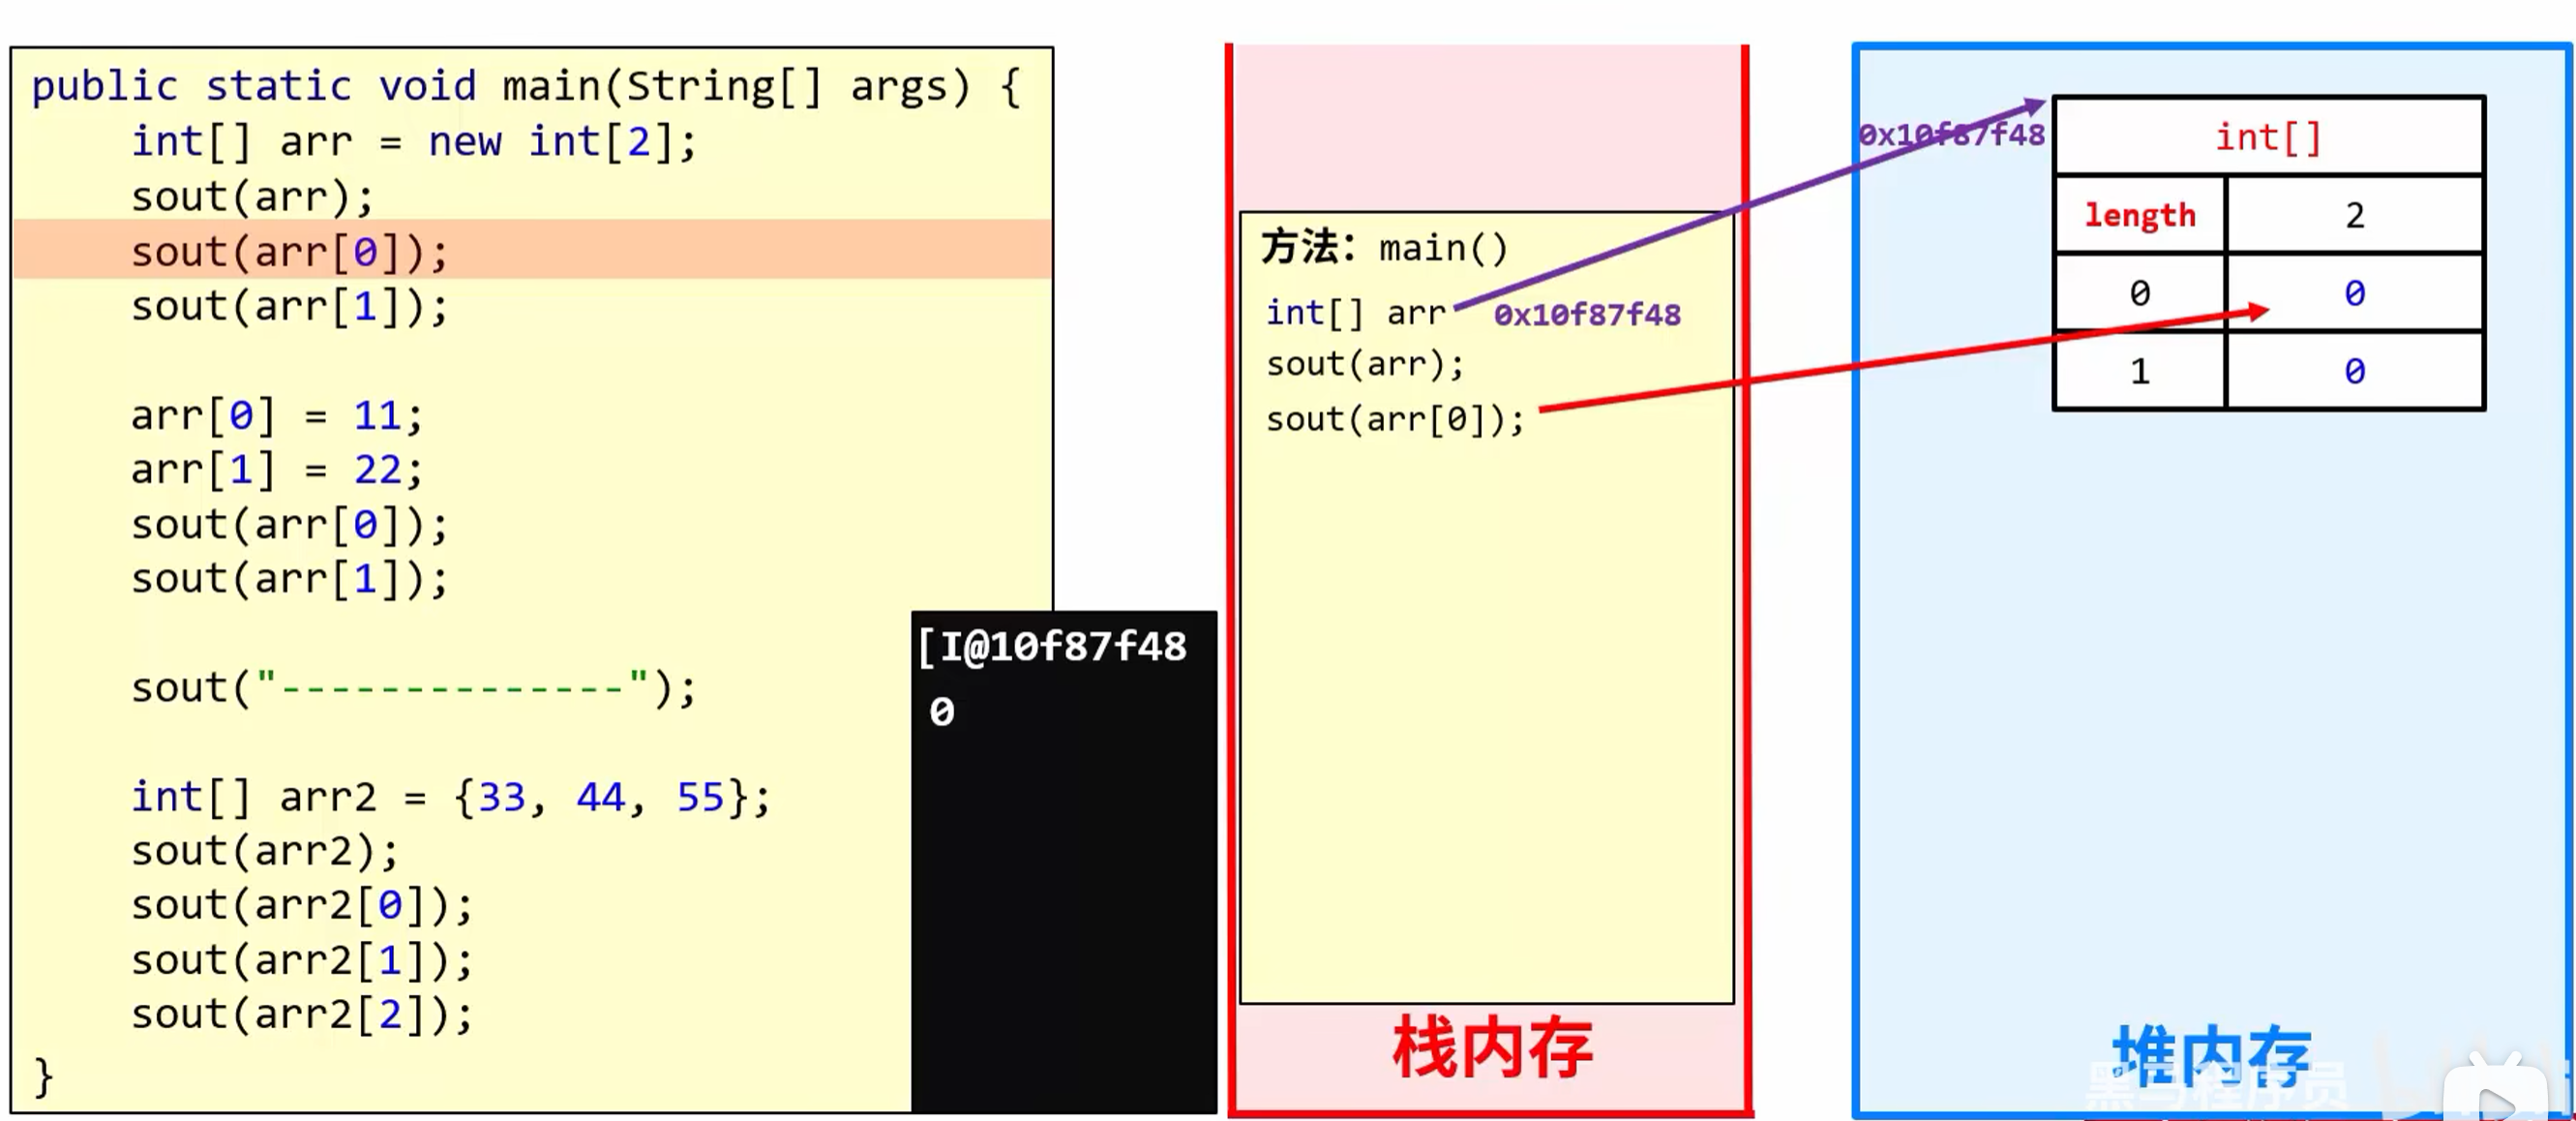 public static void main(String[] args) {
int[] arr = new int[2];
sout(arr);
sout(arr[0]);
sout(arr[1]);
arr[0] = 11;
arr[1] = 22;
sout(arr[0]);
sout(arr[1]);
sout("--------------");
int[] arr2 = {33, 44, 55};
sout(arr2);
sout(arr2[0]);
sout(arr2[1]);
sout(arr2[2]);
}
[I@10f87f48
0
方法：main()
int[] arr 0x10f87f48
sout(arr);
sout(arr[0]);
栈内存
0x10f87f48
int[]
length 2
0 0
1 0
堆内存
黑马程序员